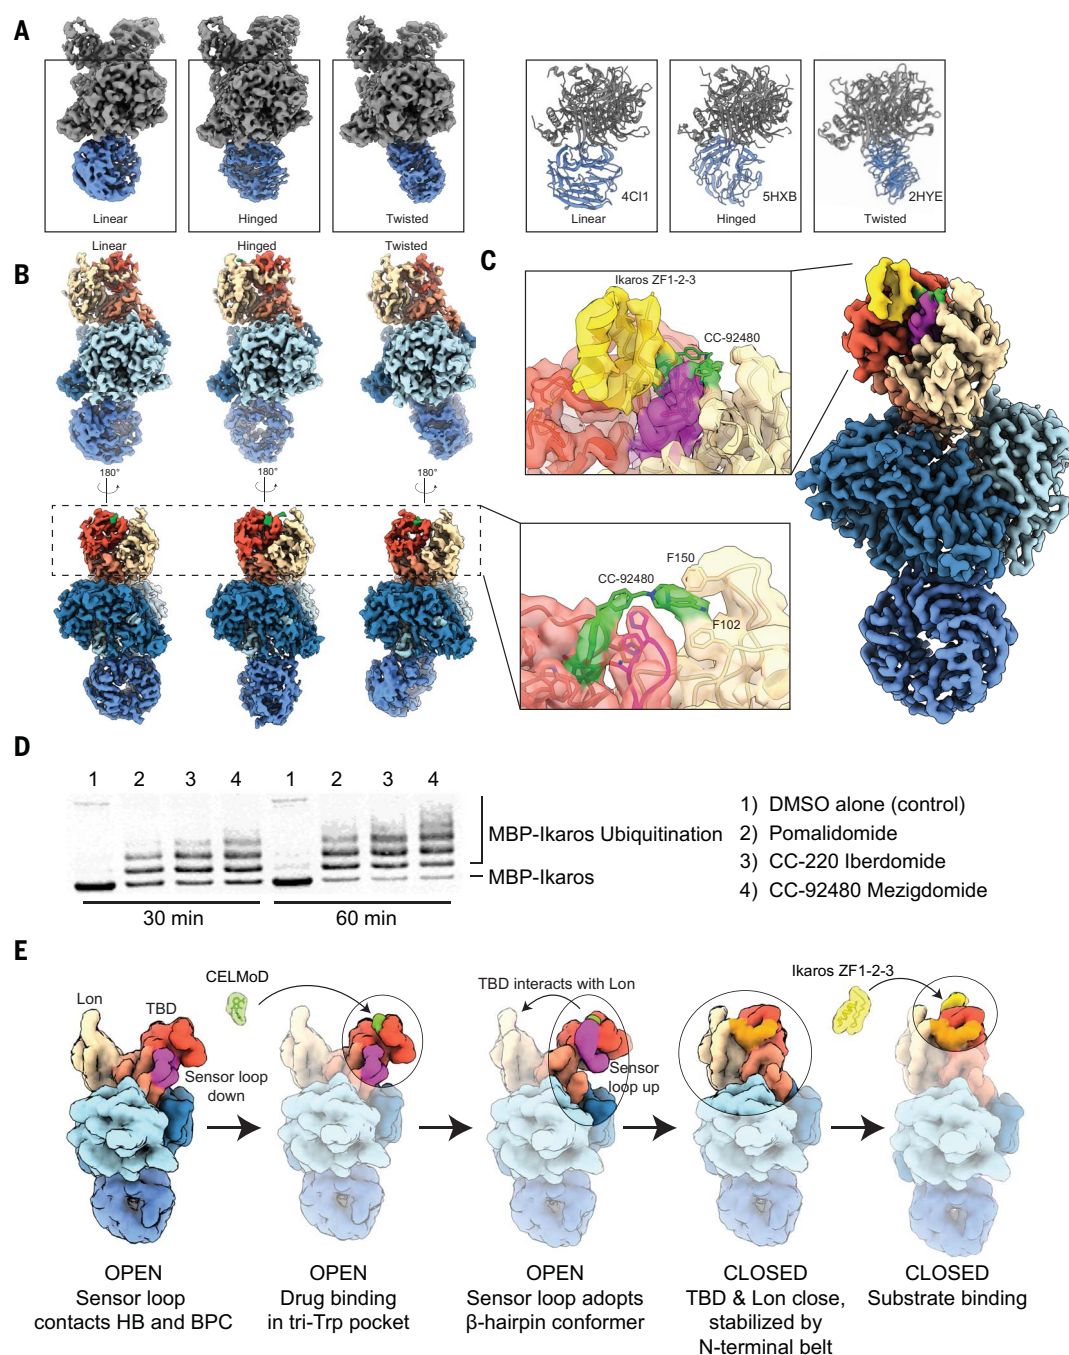 A
Linear
Hinged
Twisted
4CI1
Linear
5HXB
Hinged
2HYE
Twisted
B
Linear
Hinged
Twisted
180°
180°
180°
C
Ikaros ZF1-2-3
CC-92480
CC-92480
F150
F102
D
1 2 3 4 1 2 3 4
MBP-Ikaros Ubiquitination
MBP-Ikaros
30 min
60 min
1) DMSO alone (control)
2) Pomalidomide
3) CC-220 Iberdomide
4) CC-92480 Mezigdomide
E
Lon
TBD
Sensor loop
down
CELMoD
TBD interacts with Lon
Sensor
loop up
Ikaros ZF1-2-3
OPEN
Sensor loop
contacts HB and BPC
OPEN
Drug binding
in tri-Trp pocket
OPEN
Sensor loop adopts
β-hairpin conformer
CLOSED
TBD & Lon close,
stabilized by
N-terminal belt
CLOSED
Substrate binding